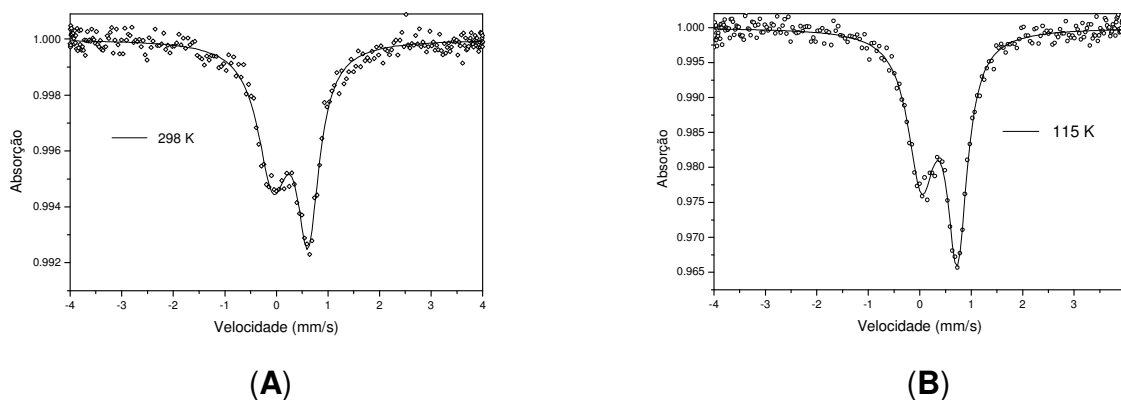 1.000
0.998
0.996
0.994
0.992
Absorção
298 K
-4 -3 -2 -1 0 1 2 3 4
Velocidade (mm/s)
(A)
1.000
0.995
0.990
0.985
0.980
0.975
0.970
0.965
Absorção
115 K
-4 -3 -2 -1 0 1 2 3
Velocidade (mm/s)
(B)